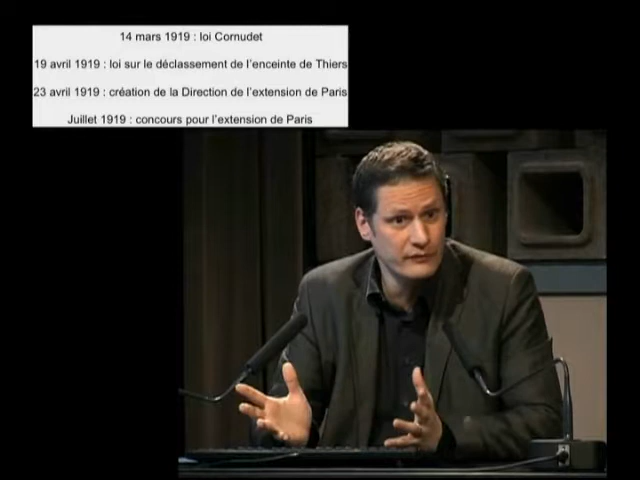 14 mars 1919 : loi Cornudet
19 avril 1919 : loi sur le déclassement de l'enceinte de Thiers
23 avril 1919 : création de la Direction de l'extension de Paris
Juillet 1919 : concours pour l'extension de Paris